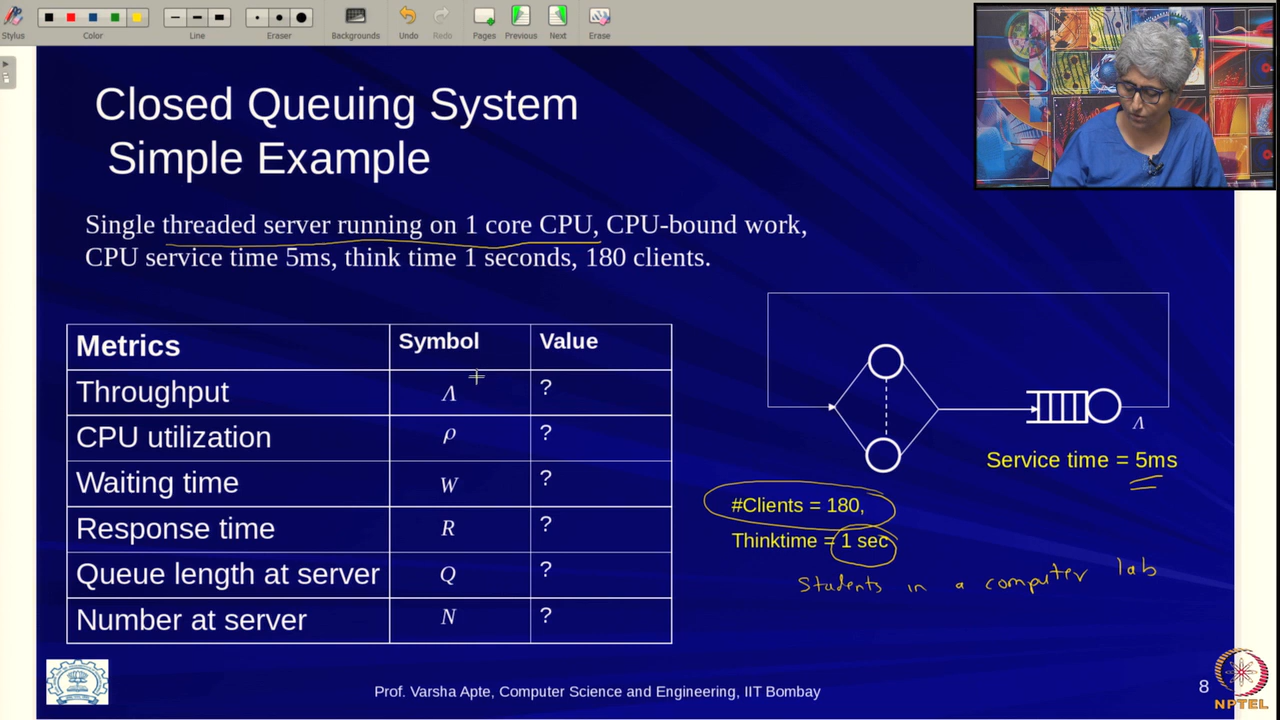 Stylus
Color
Line
Eraser
Backgrounds
Undo
Redo
Pages
Previous
Next
Erase
Closed Queuing System
Simple Example
Single threaded server running on 1 core CPU, CPU-bound work,
CPU service time 5ms, think time 1 seconds, 180 clients.
Metrics Symbol Value
Throughput Λ ?
CPU utilization ρ ?
Waiting time W ?
Response time R ?
Queue length at server Q ?
Number at server N ?
Λ
Service time = 5ms
#Clients = 180,
Thinktime = 1 sec
Students in a computer lab
Prof. Varsha Apte, Computer Science and Engineering, IIT Bombay
8
NPTEL